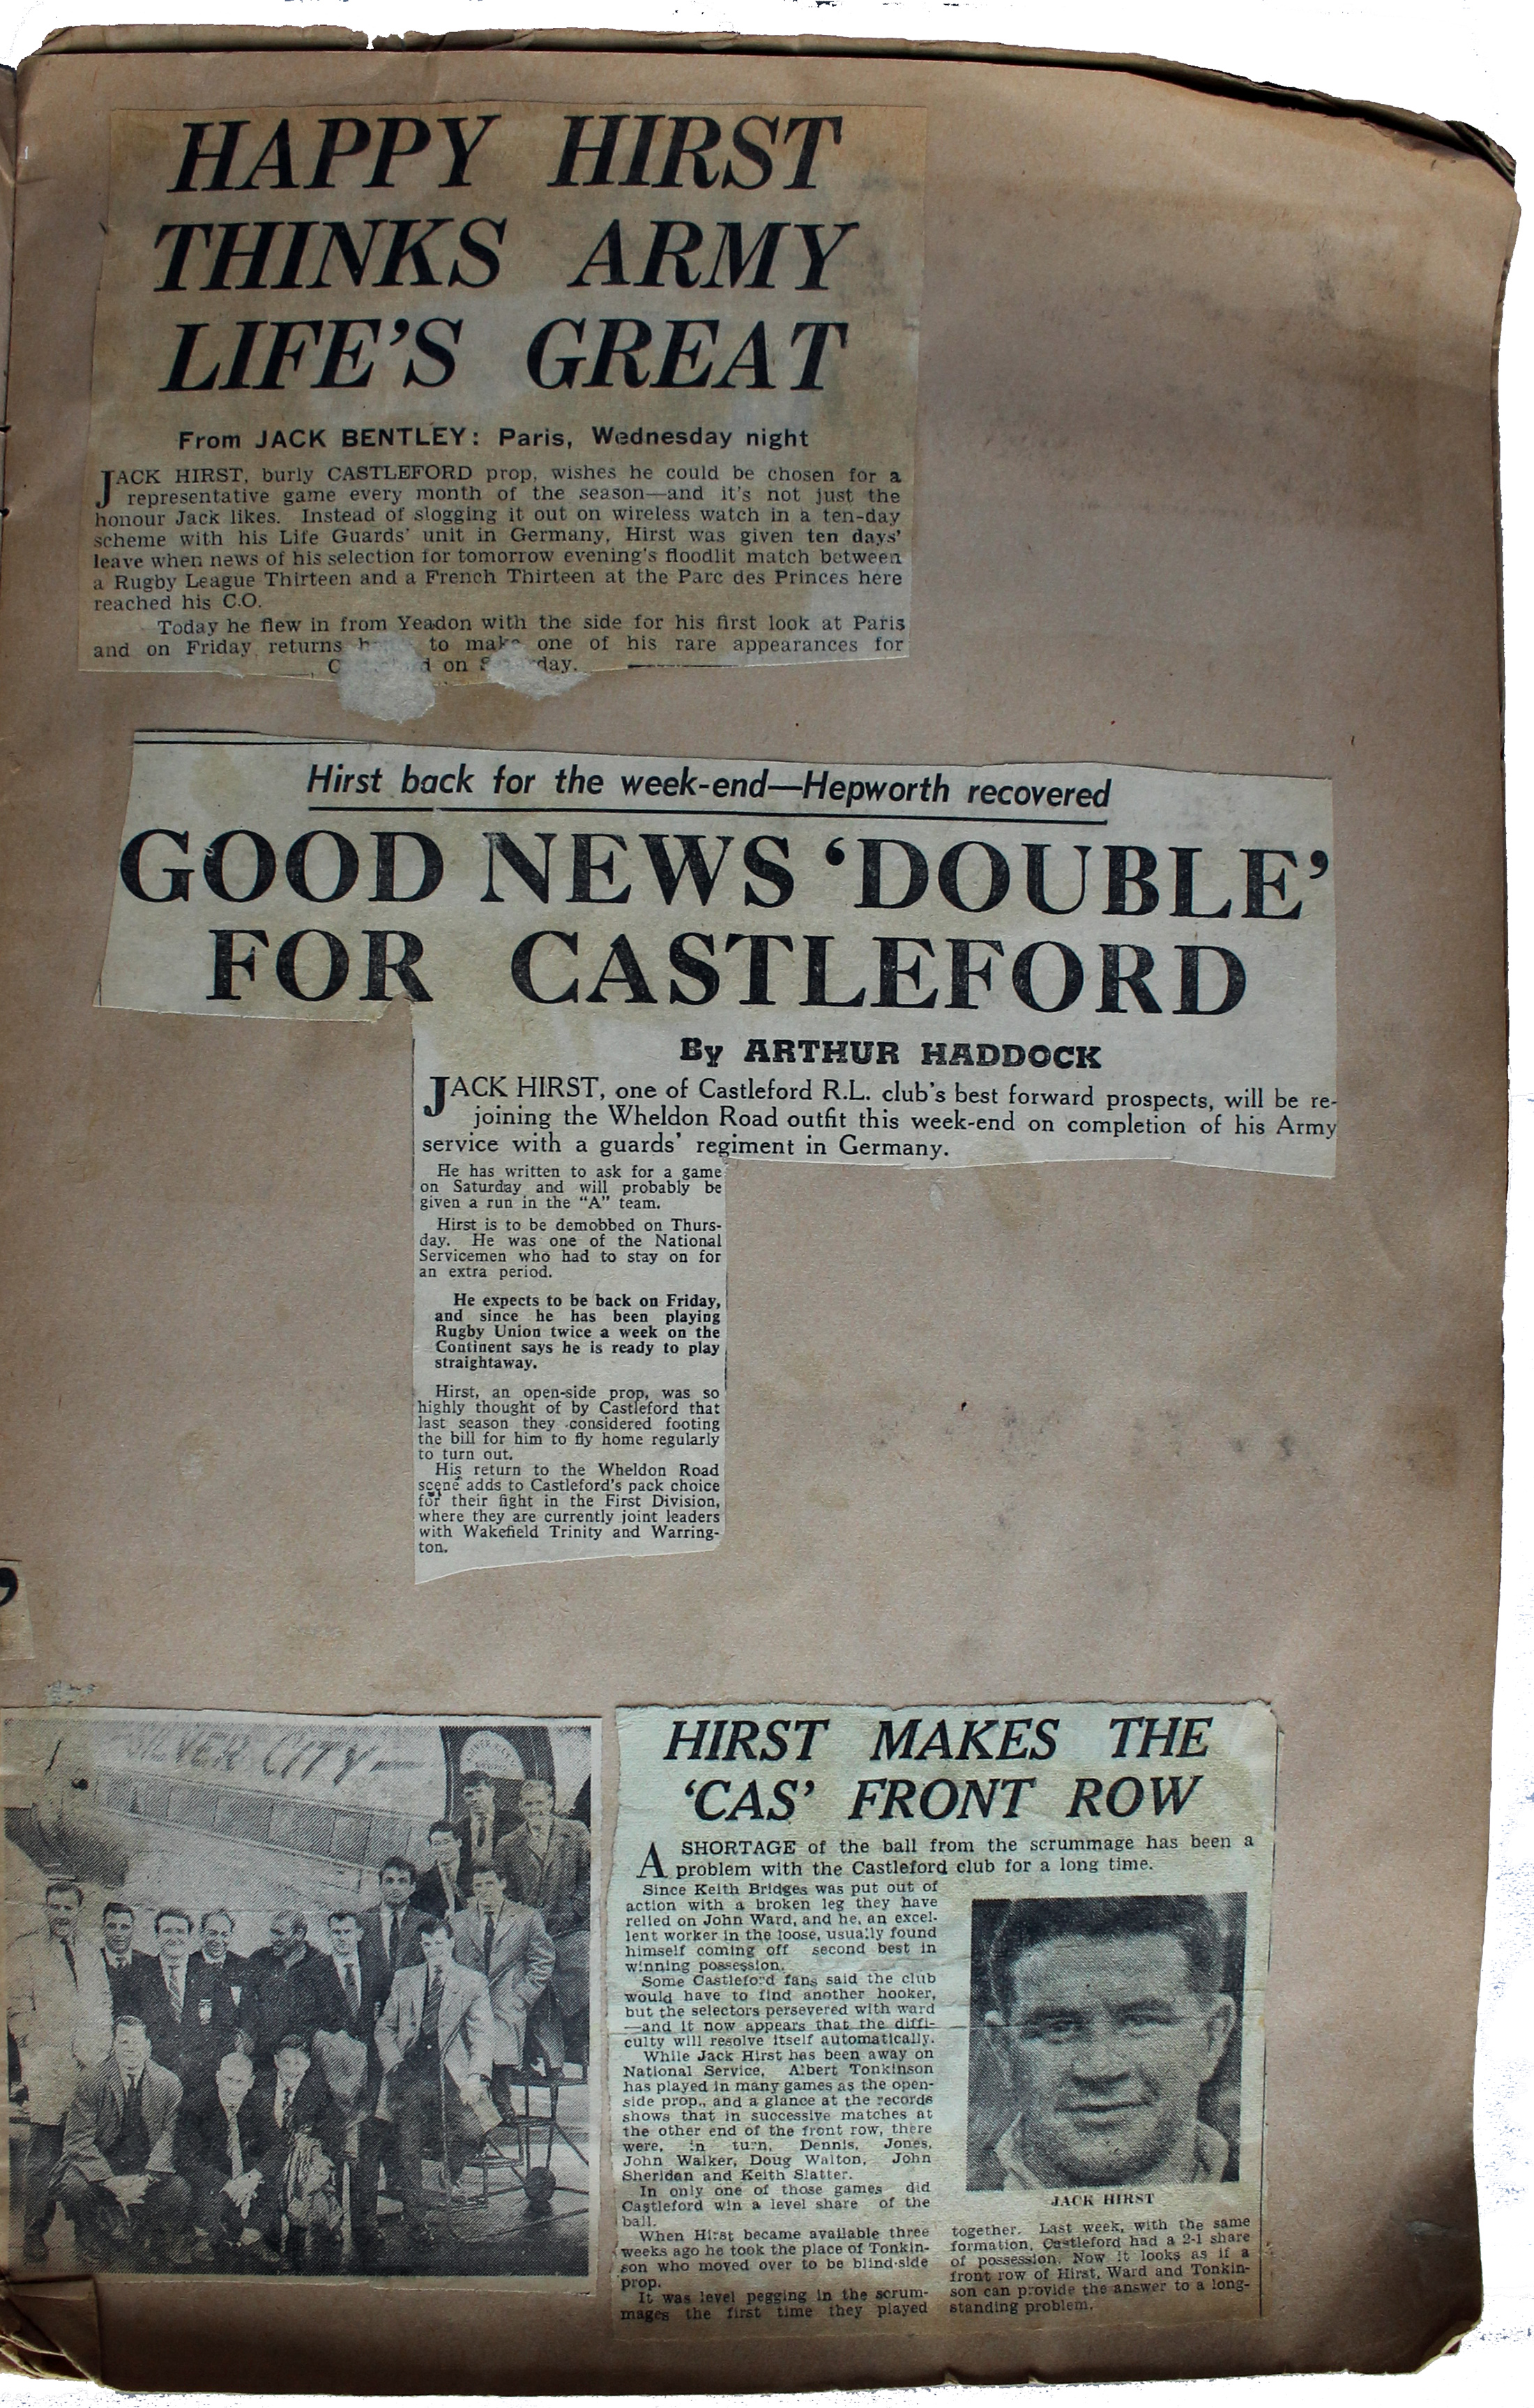 HAPPY HIRST
THINKS ARMY
LIFE'S GREAT
From JACK BENTLEY: Paris, Wednesday night
JACK HIRST, burly CASTLEFORD prop, wishes he could be chosen for a
representative game every month of the season—and it's not just the
honour Jack likes. Instead of slogging it out on wireless watch in a ten-day
scheme with his Life Guards' unit in Germany, Hirst was given ten days'
leave when news of his selection for tomorrow evening's floodlit match between
a Rugby League Thirteen and a French Thirteen at the Parc des Princes here
reached his C.O.
Today he flew in from Yeadon with the side for his first look at Paris
and on Friday returns to make one of his rare appearances for
on
Hirst back for the week-end—Hepworth recovered
GOOD NEWS 'DOUBLE'
FOR CASTLEFORD
By ARTHUR HADDOCK
JACK HIRST, one of Castleford R.L. club's best forward prospects, will be re-
joining the Wheldon Road outfit this week-end on completion of his Army
service with a guards' regiment in Germany.
He has written to ask for a game
on Saturday and will probably be
given a run in the "A" team.
Hirst is to be demobbed on Thurs-
day. He was one of the National
Servicemen who had to stay on for
an extra period.
He expects to be back on Friday,
and since he has been playing
Rugby Union twice a week on the
Continent says he is ready to play
straightaway.
Hirst, an open-side prop, was so
highly thought of by Castleford that
last season they considered footing
the bill for him to fly home regularly
to turn out.
His return to the Wheldon Road
scene adds to Castleford's pack choice
for their fight in the First Division,
where they are currently joint leaders
with Wakefield Trinity and Warring-
ton.
SILVER CITY
HIRST MAKES THE
'CAS' FRONT ROW
A SHORTAGE of the ball from the scrummage has been a
problem with the Castleford club for a long time.
Since Keith Bridges was put out of
action with a broken leg they have
relied on John Ward, and he, an excel-
lent worker in the loose, usually found
himself coming off second best in
winning possession.
Some Castleford fans said the club
would have to find another hooker,
but the selectors persevered with ward
—and it now appears that the diffi-
culty will resolve itself automatically.
While Jack Hirst has been away on
National Service, Albert Tonkinson
has played in many games as the open-
side prop., and a glance at the records
shows that in successive matches at
the other end of the front row, there
were, in turn, Dennis, Jones,
John Walker, Doug Walton, John
Sheridan and Keith Slatter.
In only one of those games did
Castleford win a level share of the
ball.
When Hirst became available three
weeks ago he took the place of Tonkin-
son who moved over to be blind-side
prop.
It was level pegging in the scrum-
mages the first time they played
JACK HIRST
together. Last week, with the same
formation, Castleford had a 2-1 share
of possession. Now it looks as if a
front row of Hirst, Ward and Tonkin-
son can provide the answer to a long-
standing problem.